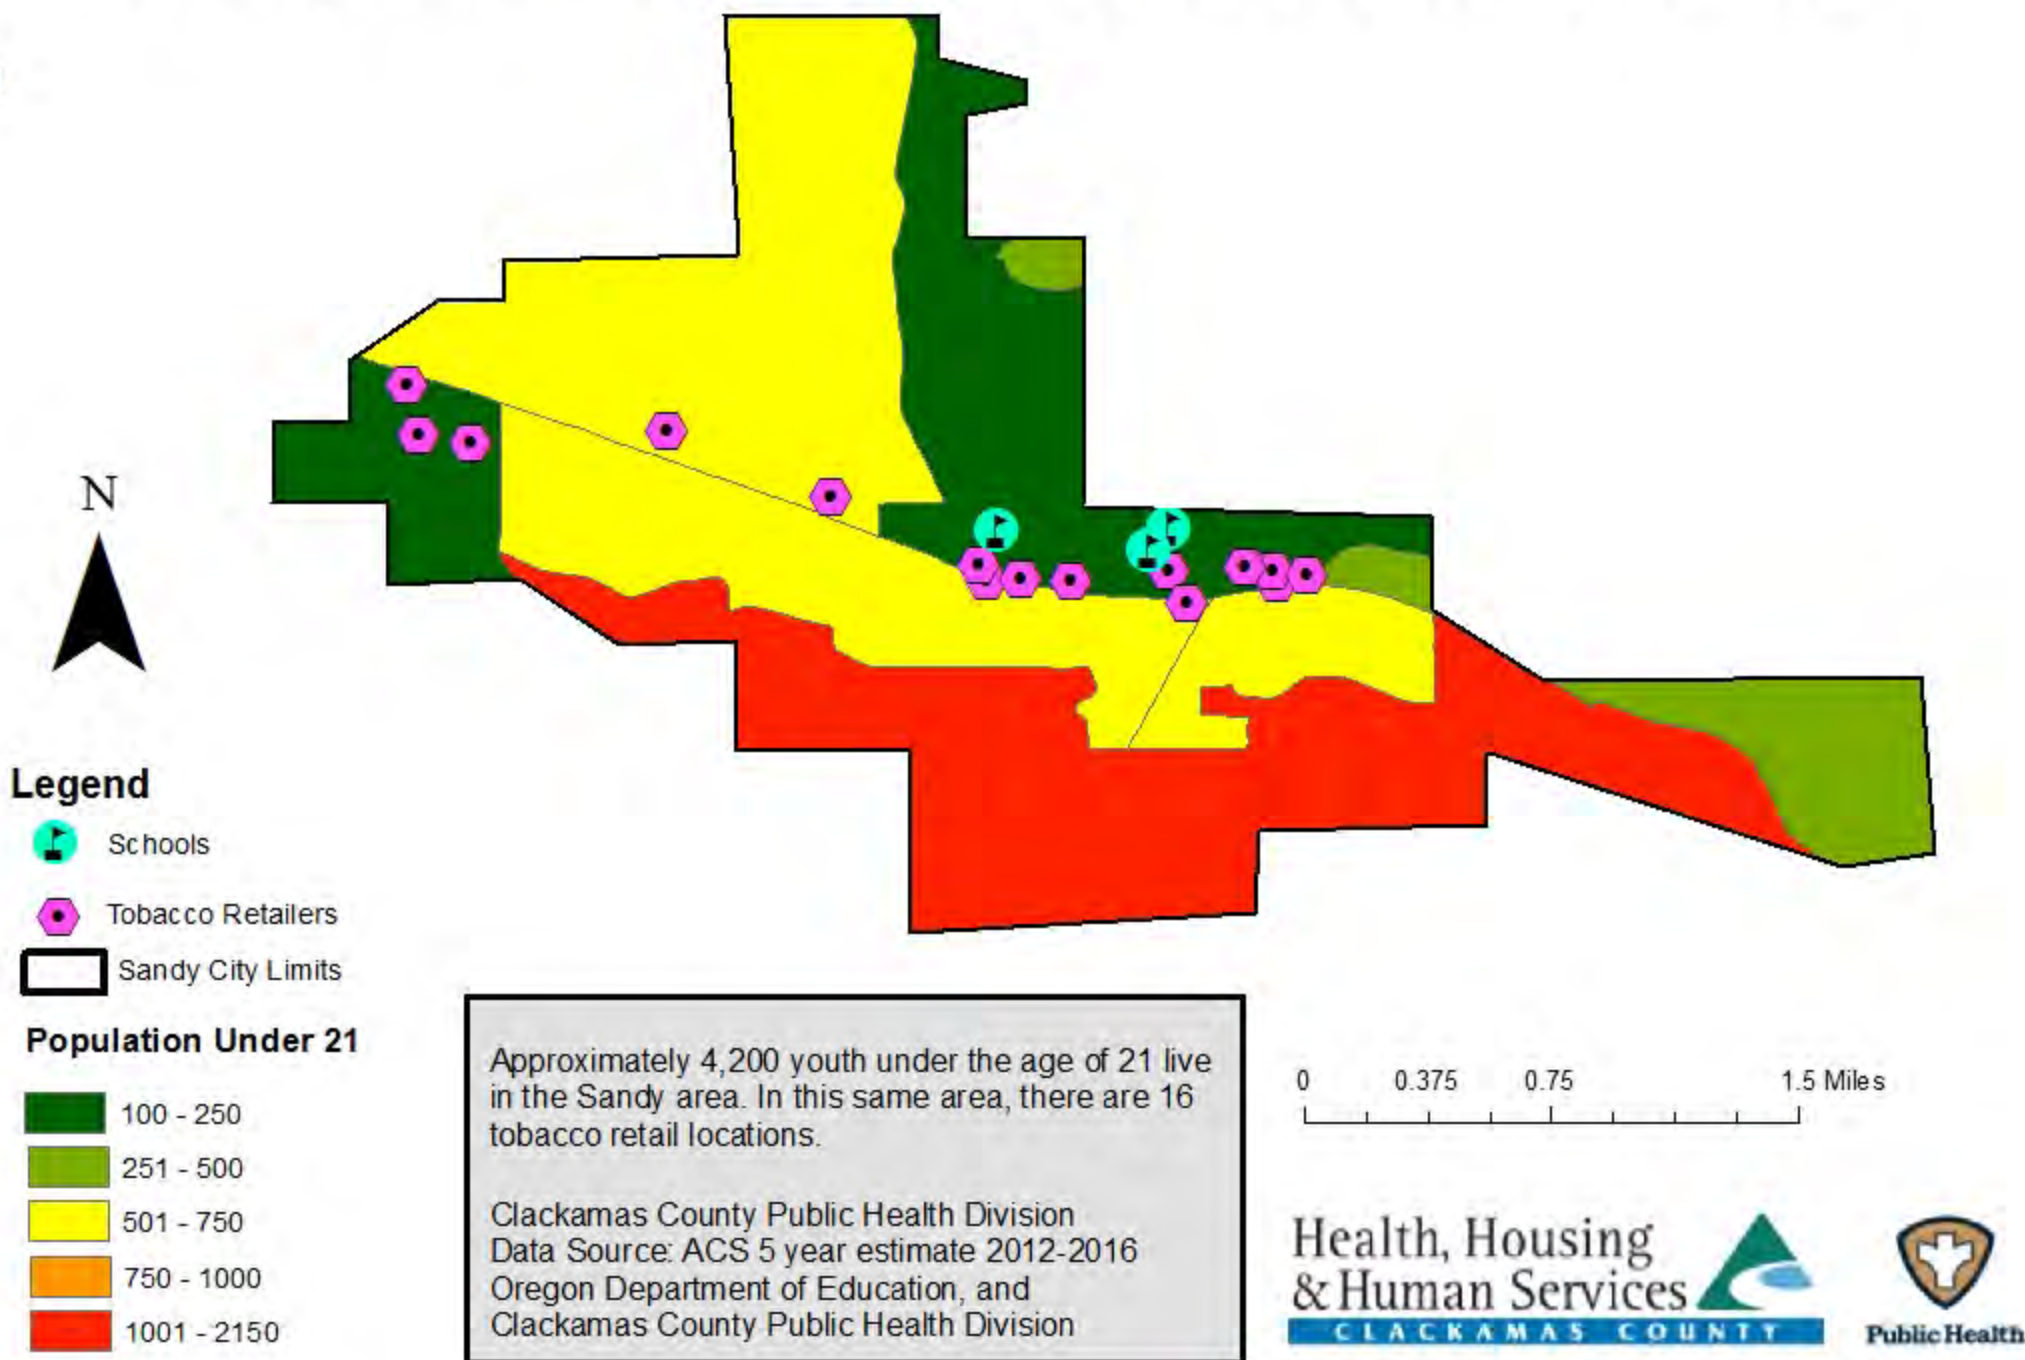 N
Legend
Schools
Tobacco Retailers
Sandy City Limits
Population Under 21
100 - 250
251 - 500
501 - 750
750 - 1000
1001 - 2150
Approximately 4,200 youth under the age of 21 live
in the Sandy area. In this same area, there are 16
tobacco retail locations.
Clackamas County Public Health Division
Data Source: ACS 5 year estimate 2012-2016
Oregon Department of Education, and
Clackamas County Public Health Division
0 0.375 0.75 1.5 Miles
Health, Housing
& Human Services
CLACKAMAS COUNTY
Public Health